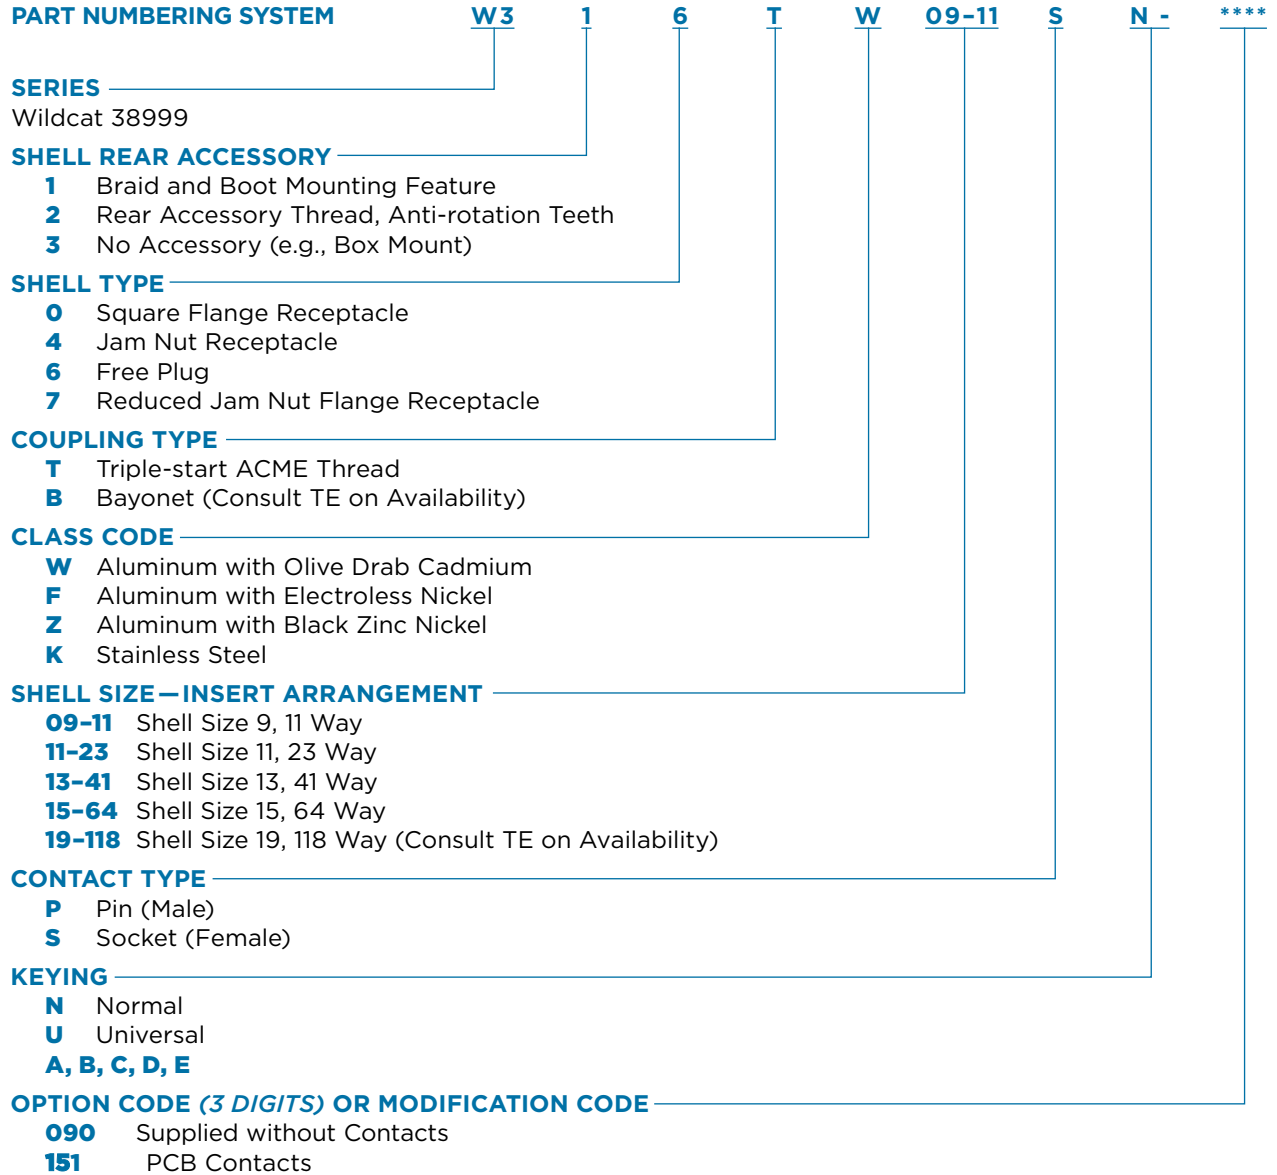 PART NUMBERING SYSTEM W3 1 6 T W 09–11 S N - ****
SERIES
Wildcat 38999
SHELL REAR ACCESSORY
1 Braid and Boot Mounting Feature
2 Rear Accessory Thread, Anti-rotation Teeth
3 No Accessory (e.g., Box Mount)
SHELL TYPE
0 Square Flange Receptacle
4 Jam Nut Receptacle
6 Free Plug
7 Reduced Jam Nut Flange Receptacle
COUPLING TYPE
T Triple-start ACME Thread
B Bayonet (Consult TE on Availability)
CLASS CODE
W Aluminum with Olive Drab Cadmium
F Aluminum with Electroless Nickel
Z Aluminum with Black Zinc Nickel
K Stainless Steel
SHELL SIZE—INSERT ARRANGEMENT
09–11 Shell Size 9, 11 Way
11–23 Shell Size 11, 23 Way
13–41 Shell Size 13, 41 Way
15–64 Shell Size 15, 64 Way
19–118 Shell Size 19, 118 Way (Consult TE on Availability)
CONTACT TYPE
P Pin (Male)
S Socket (Female)
KEYING
N Normal
U Universal
A, B, C, D, E
OPTION CODE (3 DIGITS) OR MODIFICATION CODE
090 Supplied without Contacts
151 PCB Contacts